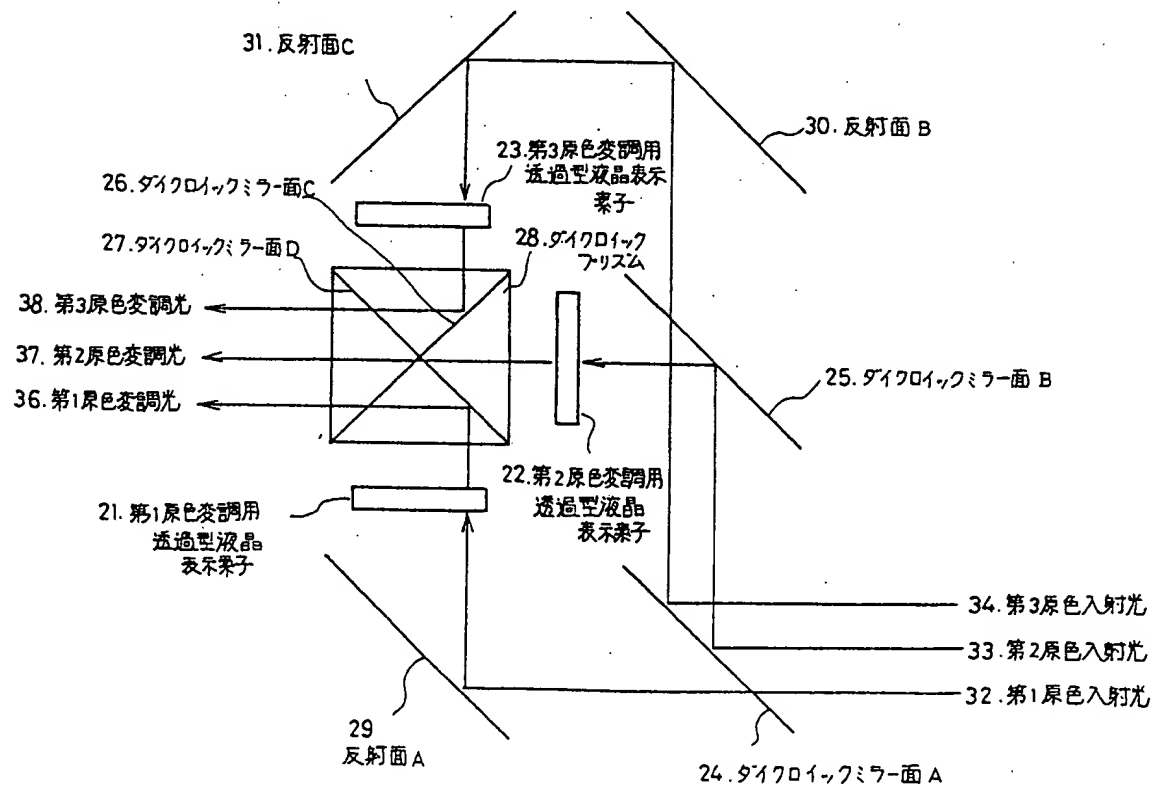 31.反射面C
30.反射面B
23.第3原色変調用
透過型液晶表示
素子
26.ダイクロイックミラー面C
27.ダイクロイックミラー面D
28.ダイクロイック
プリズム
38.第3原色変調光
37.第2原色変調光
36.第1原色変調光
25.ダイクロイックミラー面B
22.第2原色変調用
透過型液晶
表示素子
21.第1原色変調用
透過型液晶
表示素子
34.第3原色入射光
33.第2原色入射光
32.第1原色入射光
29
反射面A
24.ダイクロイックミラー面A